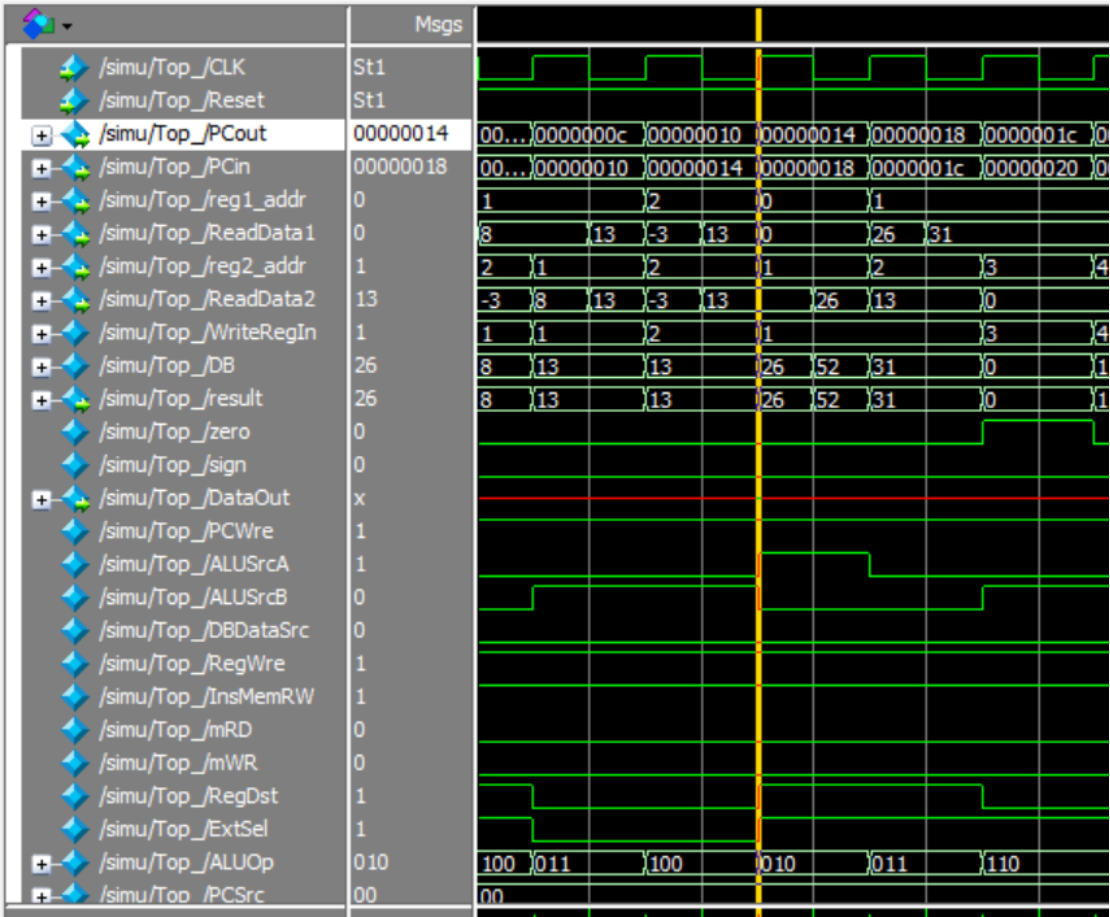 Msgs
/simu/Top_/CLK St1
/simu/Top_/Reset St1
/simu/Top_/PCout 00000014 00... 0000000c 00000010 00000014 00000018 0000001c 0
/simu/Top_/PCin 00000018 00... 00000010 00000014 00000018 0000001c 00000020 0
/simu/Top_/reg1_addr 0 1 2 0 1
/simu/Top_/ReadData1 0 8 13 -3 13 0 26 31
/simu/Top_/reg2_addr 1 2 1 2 1 2 3 4
/simu/Top_/ReadData2 13 -3 8 13 -3 13 26 13 0
/simu/Top_/WriteRegIn 1 1 1 2 1 3 4
/simu/Top_/DB 26 8 13 13 26 52 31 0 1
/simu/Top_/result 26 8 13 13 26 52 31 0 1
/simu/Top_/zero 0
/simu/Top_/sign 0
/simu/Top_/DataOut x
/simu/Top_/PCWre 1
/simu/Top_/ALUSrcA 1
/simu/Top_/ALUSrcB 0
/simu/Top_/DBDataSrc 0
/simu/Top_/RegWre 1
/simu/Top_/InsMemRW 1
/simu/Top_/mRD 0
/simu/Top_/mWR 0
/simu/Top_/RegDst 1
/simu/Top_/ExtSel 1
/simu/Top_/ALUOp 010 100 011 100 010 011 110
/simu/Top_/PCSrc 00 00